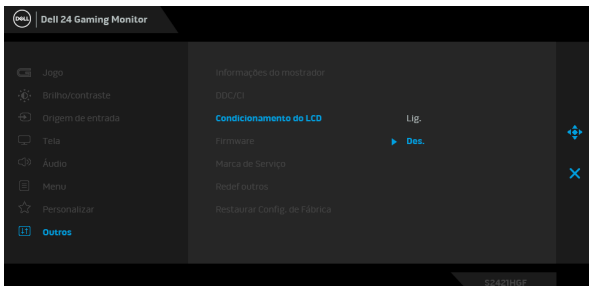 DELL Dell 24 Gaming Monitor
Jogo
Brilho/contraste
Origem de entrada
Tela
Áudio
Menu
Personalizar
Outros
Informações do mostrador
DDC/CI
Condicionamento do LCD Lig.
Firmware Des.
Marca de Serviço
Redef outros
Restaurar Config. de Fábrica
S2421HGF